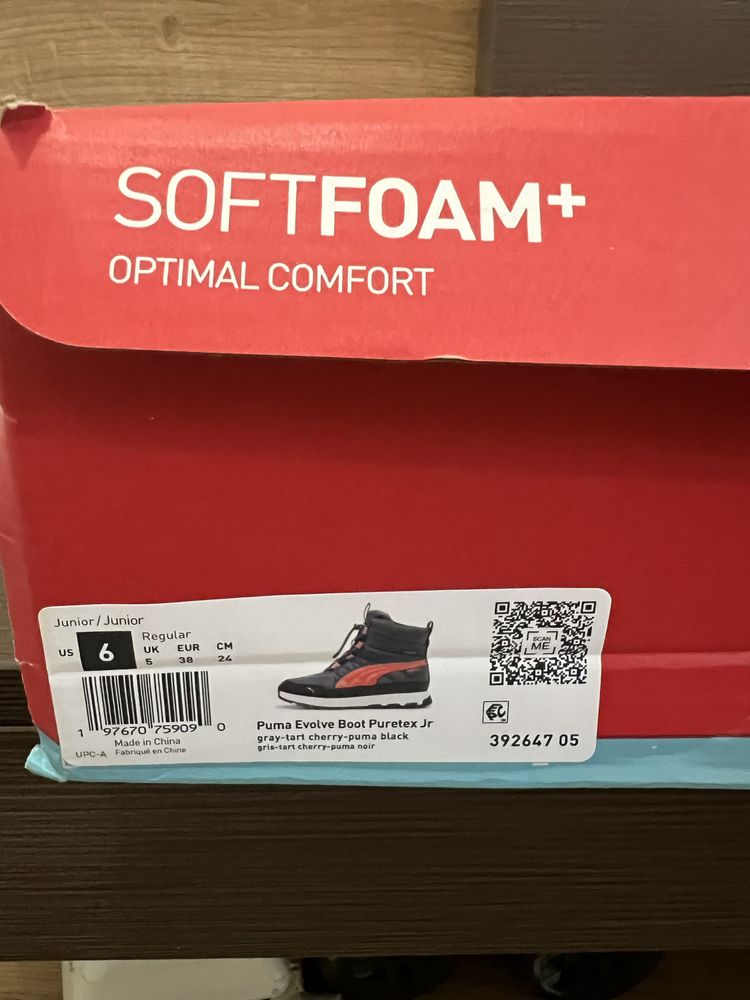 SOFTFOAM+
OPTIMAL COMFORT
Junior/Junior
Regular
US 6 UK EUR CM
5 38 24
1 97670 75909 0
Made in China
UPC-A Fabriqué en Chine
Puma Evolve Boot Puretex Jr
gray-tart cherry-puma black
gris-tart cherry-puma noir
SCAN
ME
392647 05